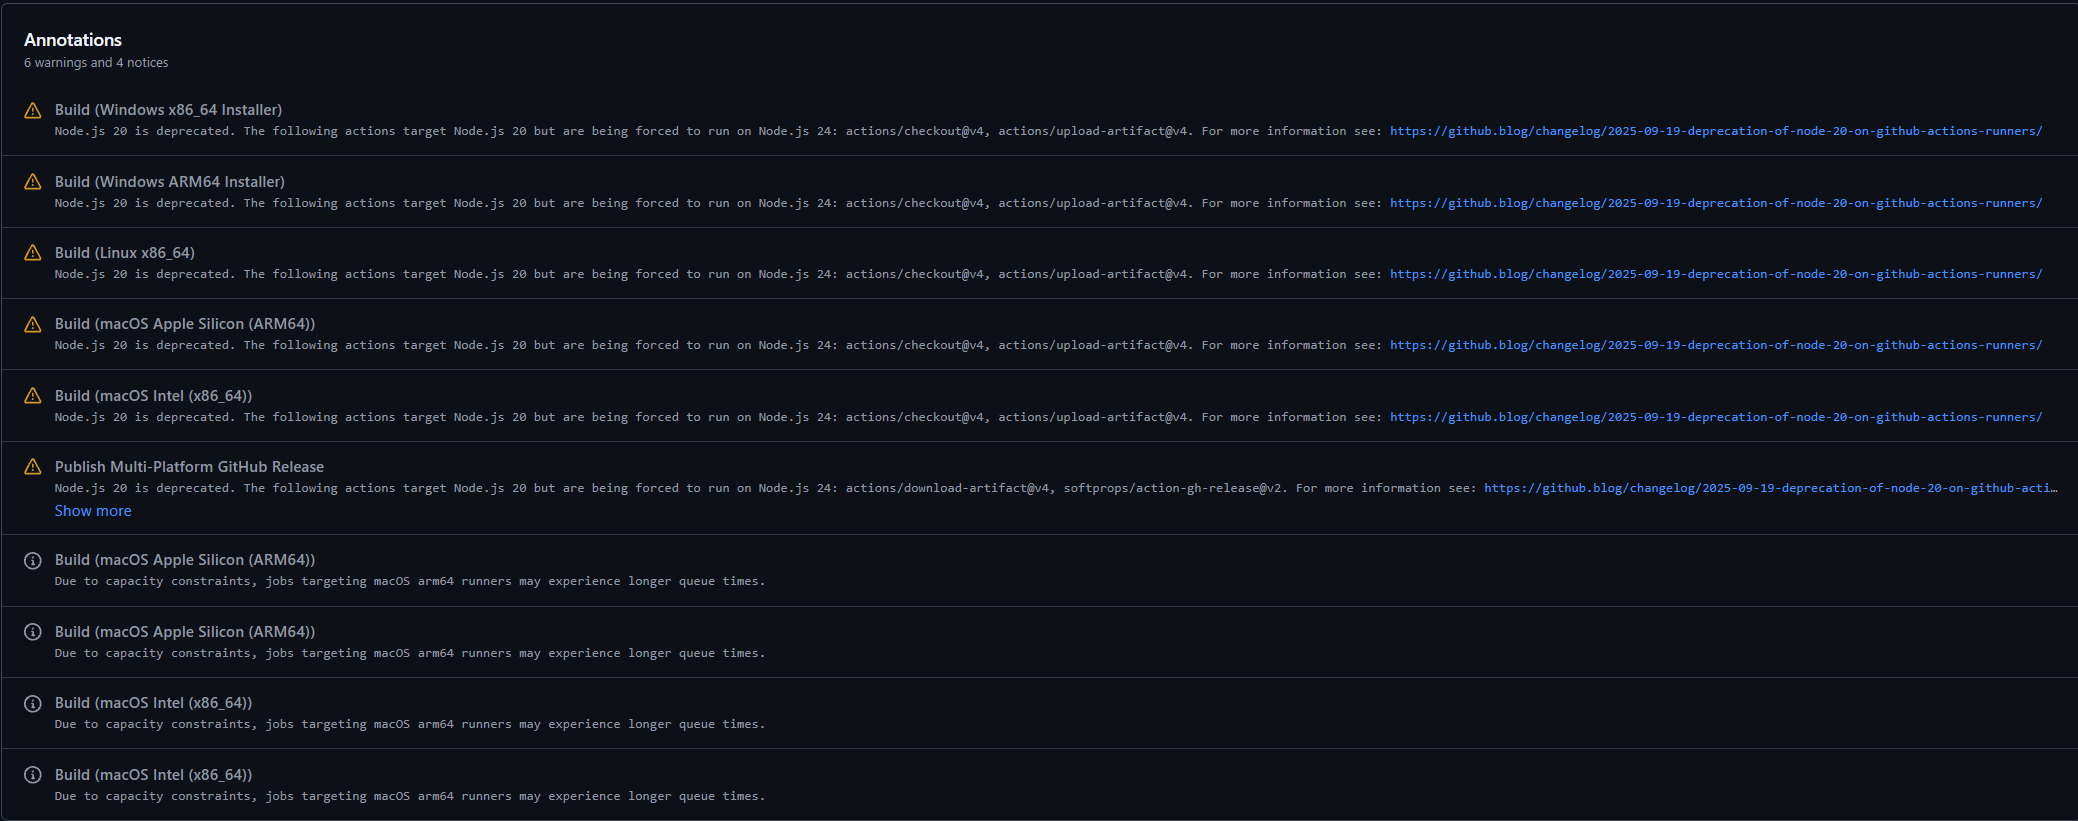 Annotations
6 warnings and 4 notices
Build (Windows x86_64 Installer)
Node.js 20 is deprecated. The following actions target Node.js 20 but are being forced to run on Node.js 24: actions/checkout@v4, actions/upload-artifact@v4. For more information see: https://github.blog/changelog/2025-09-19-deprecation-of-node-20-on-github-actions-runners/
Build (Windows ARM64 Installer)
Node.js 20 is deprecated. The following actions target Node.js 20 but are being forced to run on Node.js 24: actions/checkout@v4, actions/upload-artifact@v4. For more information see: https://github.blog/changelog/2025-09-19-deprecation-of-node-20-on-github-actions-runners/
Build (Linux x86_64)
Node.js 20 is deprecated. The following actions target Node.js 20 but are being forced to run on Node.js 24: actions/checkout@v4, actions/upload-artifact@v4. For more information see: https://github.blog/changelog/2025-09-19-deprecation-of-node-20-on-github-actions-runners/
Build (macOS Apple Silicon (ARM64))
Node.js 20 is deprecated. The following actions target Node.js 20 but are being forced to run on Node.js 24: actions/checkout@v4, actions/upload-artifact@v4. For more information see: https://github.blog/changelog/2025-09-19-deprecation-of-node-20-on-github-actions-runners/
Build (macOS Intel (x86_64))
Node.js 20 is deprecated. The following actions target Node.js 20 but are being forced to run on Node.js 24: actions/checkout@v4, actions/upload-artifact@v4. For more information see: https://github.blog/changelog/2025-09-19-deprecation-of-node-20-on-github-actions-runners/
Publish Multi-Platform GitHub Release
Node.js 20 is deprecated. The following actions target Node.js 20 but are being forced to run on Node.js 24: actions/download-artifact@v4, softprops/action-gh-release@v2. For more information see: https://github.blog/changelog/2025-09-19-deprecation-of-node-20-on-github-acti…
Show more
Build (macOS Apple Silicon (ARM64))
Due to capacity constraints, jobs targeting macOS arm64 runners may experience longer queue times.
Build (macOS Apple Silicon (ARM64))
Due to capacity constraints, jobs targeting macOS arm64 runners may experience longer queue times.
Build (macOS Intel (x86_64))
Due to capacity constraints, jobs targeting macOS arm64 runners may experience longer queue times.
Build (macOS Intel (x86_64))
Due to capacity constraints, jobs targeting macOS arm64 runners may experience longer queue times.